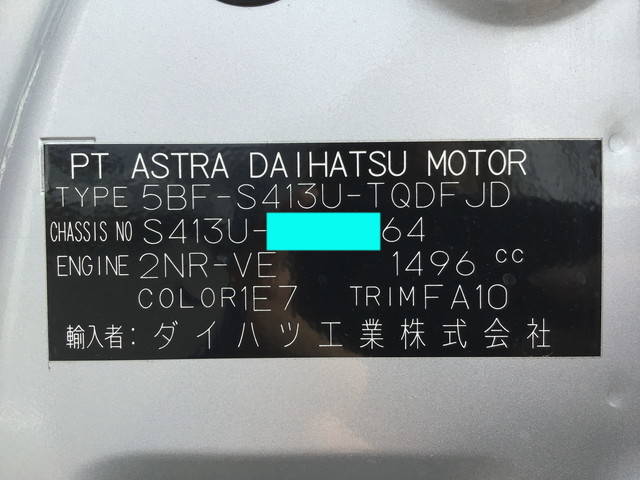 PT ASTRA DAIHATSU MOTOR
TYPE 5BF-S413U-TQDFJD
CHASSIS NO S413U- 64
ENGINE 2NR-VE 1496 cc
COLOR 1E7 TRIM FA10
輸入者: ダイハツ工業株式会社